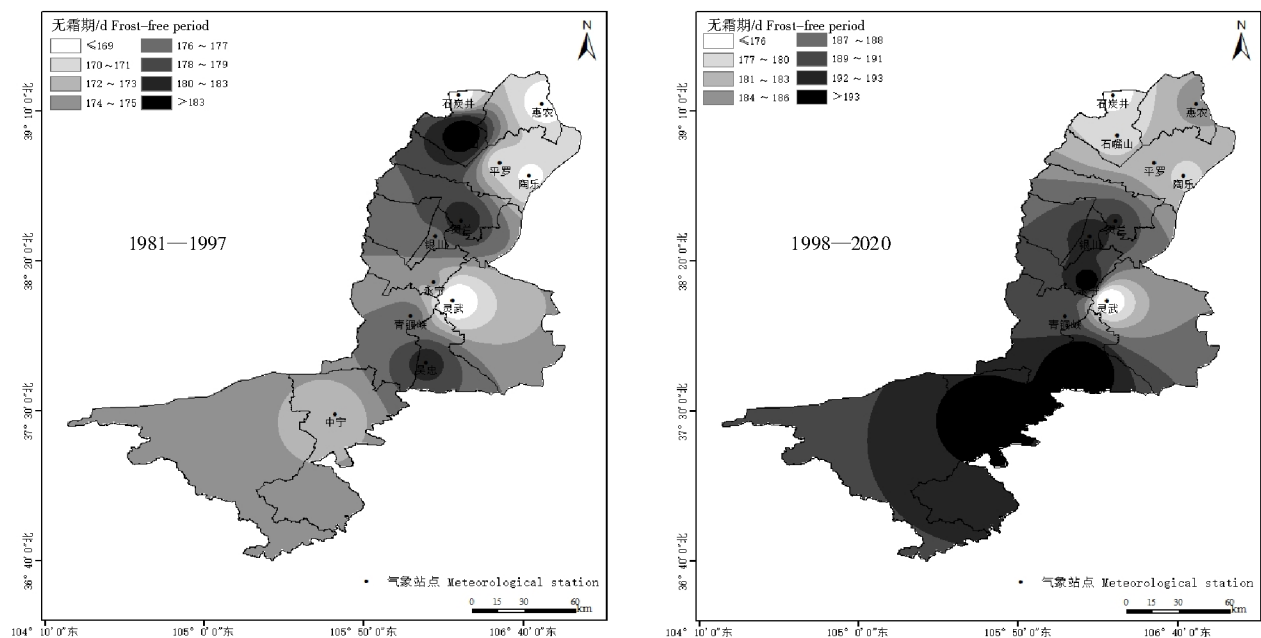 无霜期/d Frost-free period
≤169
170~171
172 ~ 173
174 ~ 175
176 ~ 177
178 ~ 179
180 ~ 183
>183
N
石炭井
惠农
平罗
陶乐
贺兰
银川
永宁
灵武
青铜峡
吴忠
中宁
1981—1997
39° 10′ 0″北
38° 20′ 0″北
37° 30′ 0″北
36° 40′ 0″北
气象站点 Meteorological station
0 15 30 60
km
104° 10′ 0″东
105° 0′ 0″东
105° 50′ 0″东
106° 40′ 0″东
无霜期/d Frost-free period
≤176
177 ~ 180
181 ~ 183
184 ~ 186
187 ~ 188
189 ~ 191
192 ~ 193
>193
N
石炭井
惠农
石嘴山
平罗
陶乐
贺兰
银川
灵武
青铜峡
1998—2020
39° 10′ 0″北
38° 20′ 0″北
37° 30′ 0″北
36° 40′ 0″北
气象站点 Meteorological station
0 15 30 60
km
104° 10′ 0″东
105° 0′ 0″东
105° 50′ 0″东
106° 40′ 0″东